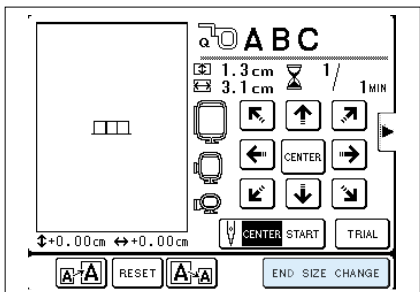 Q ABC
1.3cm 1/
3.1cm 1MIN
CENTER
↕+0.00cm ↔+0.00cm
CENTER START TRIAL
A A RESET A A END SIZE CHANGE